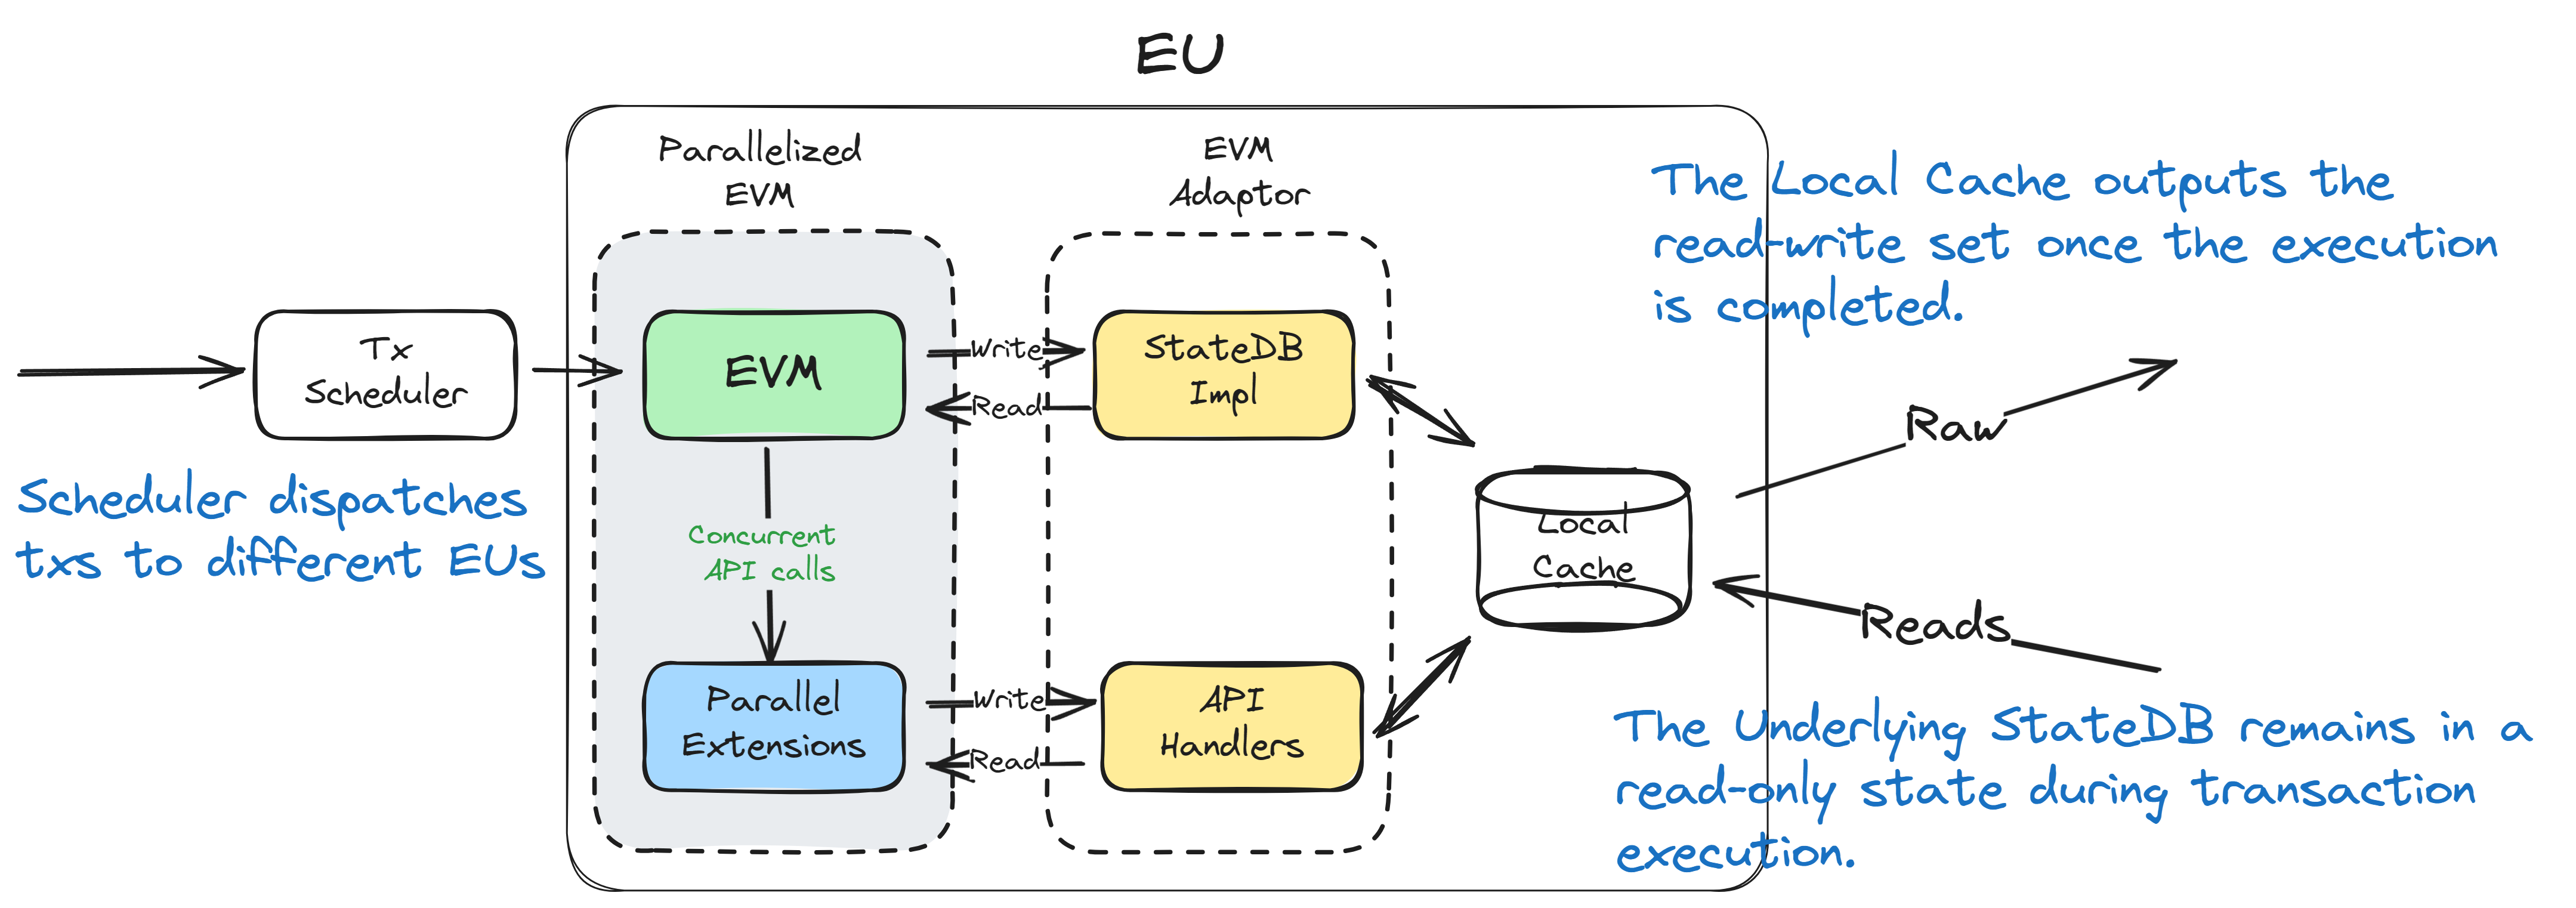 EU
Parallelized
EVM
EVM
Adaptor
Tx
Scheduler
Scheduler dispatches
txs to different EUs
EVM
Write
Read
StateDB
Impl
Concurrent
API calls
Parallel
Extensions
Write
Read
API
Handlers
Local
Cache
The Local Cache outputs the
read-write set once the execution
is completed.
Raw
Reads
The Underlying StateDB remains in a
read-only state during transaction
execution.